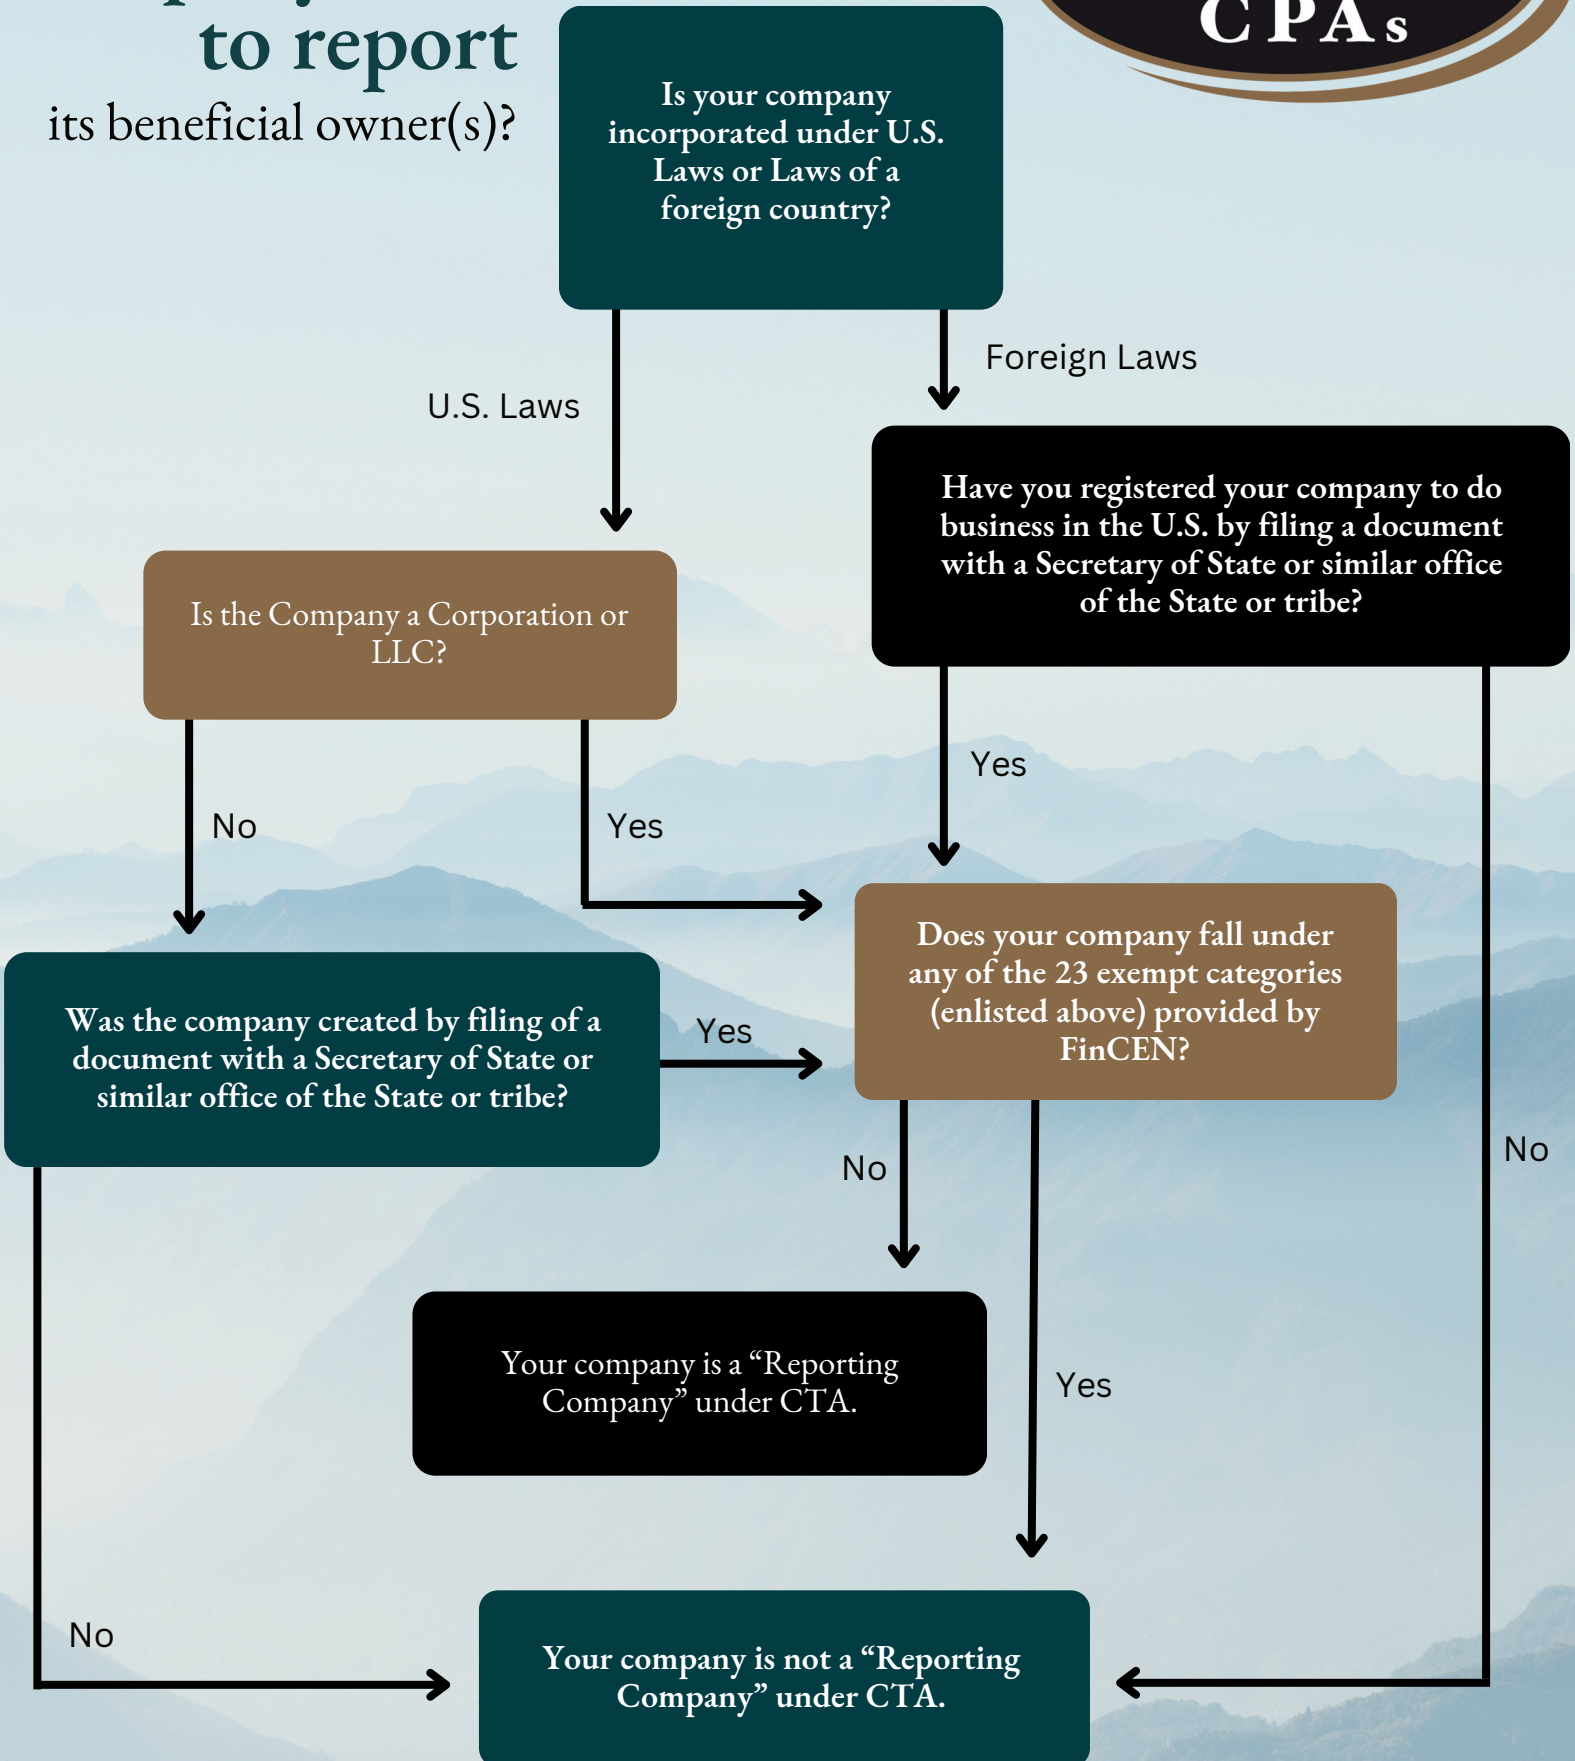 to report
its beneficial owner(s)?
CPAs
Is your company
incorporated under U.S.
Laws or Laws of a
foreign country?
Foreign Laws
U.S. Laws
Have you registered your company to do
business in the U.S. by filing a document
with a Secretary of State or similar office
of the State or tribe?
Is the Company a Corporation or
LLC?
Yes
No
Yes
Does your company fall under
any of the 23 exempt categories
(enlisted above) provided by
FinCEN?
Was the company created by filing of a
document with a Secretary of State or
similar office of the State or tribe?
Yes
No
No
Your company is a “Reporting
Company” under CTA.
Yes
No
Your company is not a “Reporting
Company” under CTA.